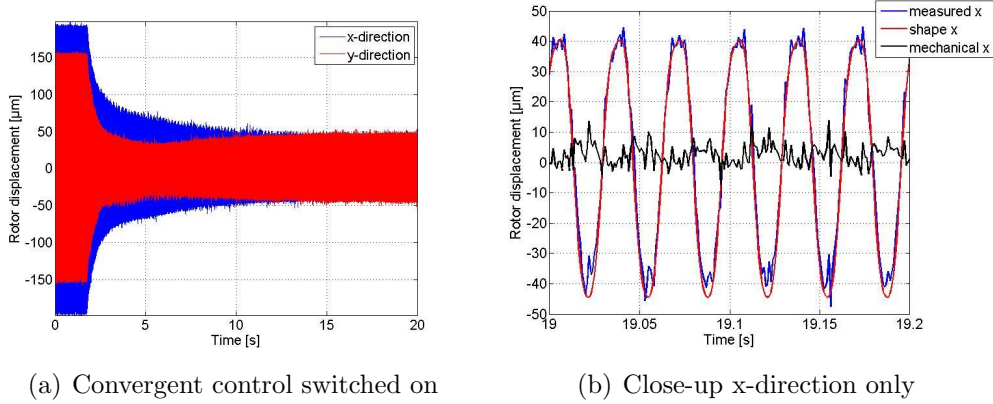 x-direction
y-direction
Rotor displacement [µm]
150
100
50
0
-50
-100
-150
0
5
10
15
20
Time [s]
(a) Convergent control switched on
measured x
shape x
mechanical x
Rotor displacement [µm]
50
40
30
20
10
0
-10
-20
-30
-40
-50
19
19.05
19.1
19.15
19.2
Time [s]
(b) Close-up x-direction only